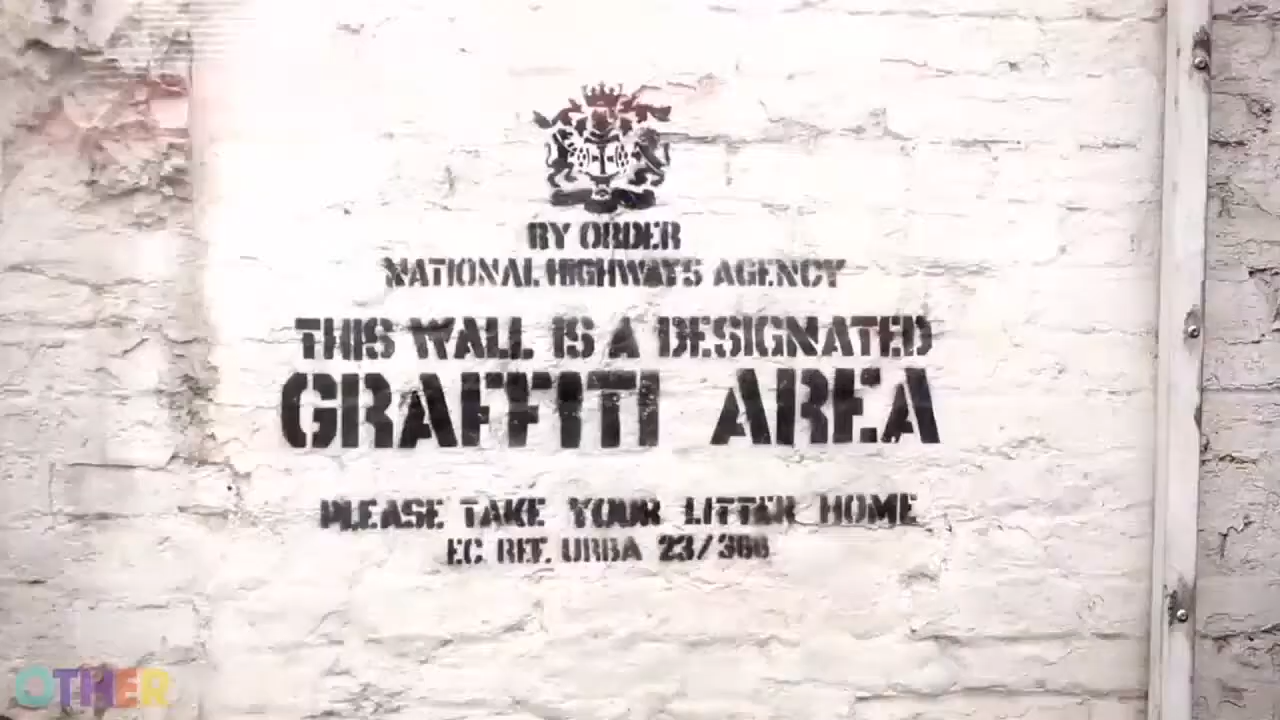 BY ORDER
NATIONAL HIGHWAYS AGENCY
THIS WALL IS A DESIGNATED
GRAFFITI AREA
PLEASE TAKE YOUR LITTER HOME
EC REF. URBA 23/366
OTHER